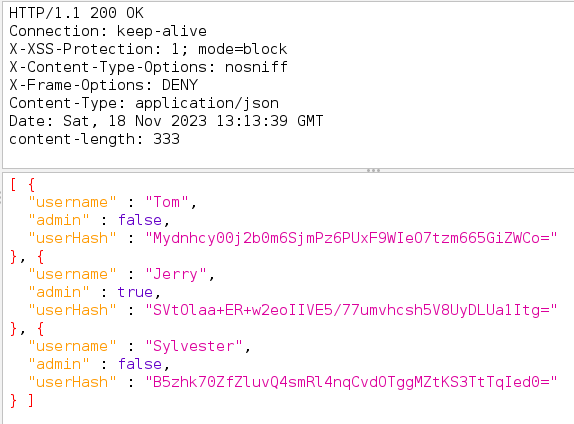 HTTP/1.1 200 OK
Connection: keep-alive
X-XSS-Protection: 1; mode=block
X-Content-Type-Options: nosniff
X-Frame-Options: DENY
Content-Type: application/json
Date: Sat, 18 Nov 2023 13:13:39 GMT
content-length: 333
[ {
"username" : "Tom",
"admin" : false,
"userHash" : "Mydnhcy00j2b0m6SjmPz6PUxF9WIeO7tzm665GiZWCo="
}, {
"username" : "Jerry",
"admin" : true,
"userHash" : "SVtOlaa+ER+w2eoIIVE5/77umvhcsh5V8UyDLUa1Itg="
}, {
"username" : "Sylvester",
"admin" : false,
"userHash" : "B5zhk70ZfZluvQ4smRl4nqCvdOTggMZtKS3TtTqIed0="
} ]